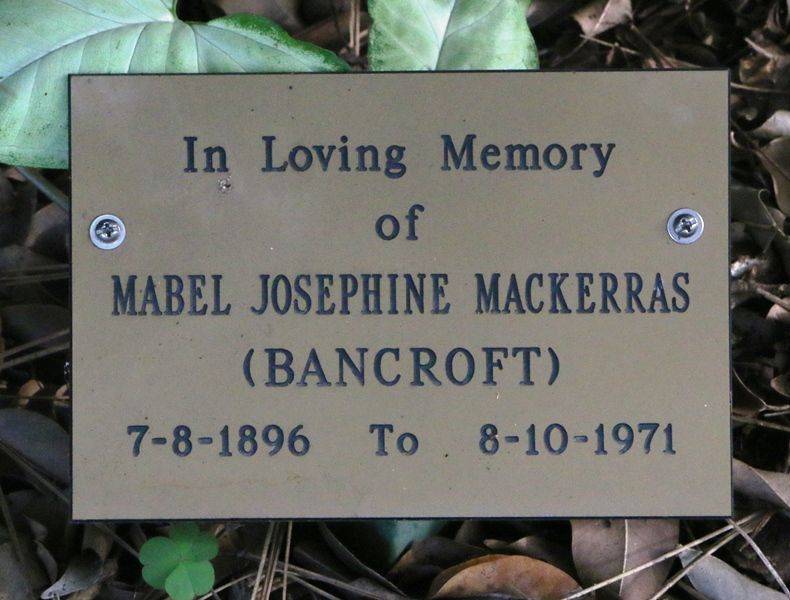 In Loving Memory
of
MABEL JOSEPHINE MACKERRAS
(BANCROFT)
7-8-1896 To 8-10-1971